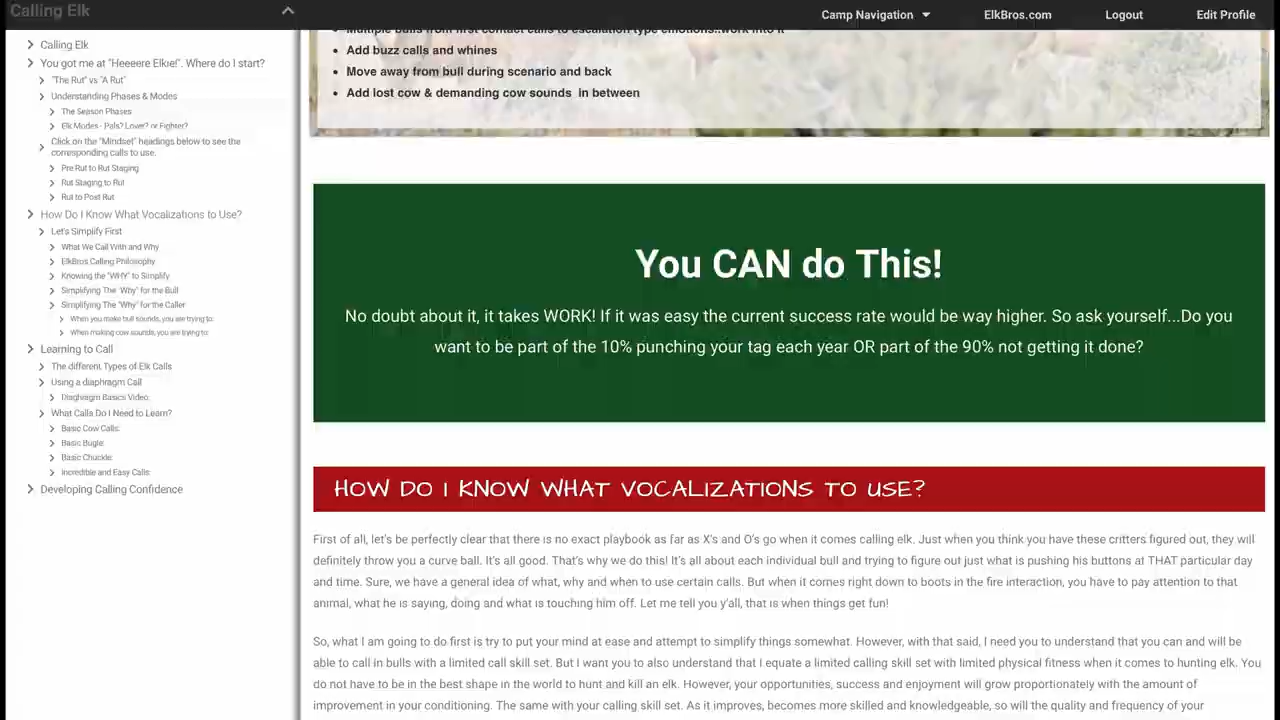 Calling Elk
Camp Navigation
ElkBros.com
Logout
Edit Profile
Calling Elk
You got me at "Heeeere Elkie!". Where do I start?
"The Rut" vs "A Rut"
Understanding Phases & Modes
The Season Phases
Elk Modes - Pals? Lover? or Fighter?
Click on the "Mindset" headings below to see the
corresponding calls to use.
Pre Rut to Rut Staging
Rut Staging to Rut
Rut to Post Rut
How Do I Know What Vocalizations to Use?
Let's Simplify First
What We Call With and Why
ElkBros Calling Philosophy
Knowing the "WHY" to Simplify
Simplifying The "Why" for the Bull
Simplifying The "Why" for the Caller
When you make bull sounds, you are trying to:
When making cow sounds, you are trying to:
Learning to Call
The different Types of Elk Calls
Using a diaphragm Call
Diaphragm Basics Video:
What Calls Do I Need to Learn?
Basic Cow Calls:
Basic Bugle:
Basic Chuckle:
Incredible and Easy Calls:
Developing Calling Confidence
Multiple bulls from first contact calls to escalation type emotions..work into it
Add buzz calls and whines
Move away from bull during scenario and back
Add lost cow & demanding cow sounds in between
You CAN do This!
No doubt about it, it takes WORK! If it was easy the current success rate would be way higher. So ask yourself...Do you
want to be part of the 10% punching your tag each year OR part of the 90% not getting it done?
HOW DO I KNOW WHAT VOCALIZATIONS TO USE?
First of all, let's be perfectly clear that there is no exact playbook as far as X's and O's go when it comes calling elk. Just when you think you have these critters figured out, they will
definitely throw you a curve ball. It's all good. That's why we do this! It's all about each individual bull and trying to figure out just what is pushing his buttons at THAT particular day
and time. Sure, we have a general idea of what, why and when to use certain calls. But when it comes right down to boots in the fire interaction, you have to pay attention to that
animal, what he is saying, doing and what is touching him off. Let me tell you y'all, that is when things get fun!
So, what I am going to do first is try to put your mind at ease and attempt to simplify things somewhat. However, with that said, I need you to understand that you can and will be
able to call in bulls with a limited call skill set. But I want you to also understand that I equate a limited calling skill set with limited physical fitness when it comes to hunting elk. You
do not have to be in the best shape in the world to hunt and kill an elk. However, your opportunities, success and enjoyment will grow proportionately with the amount of
improvement in your conditioning. The same with your calling skill set. As it improves, becomes more skilled and knowledgeable, so will the quality and frequency of your